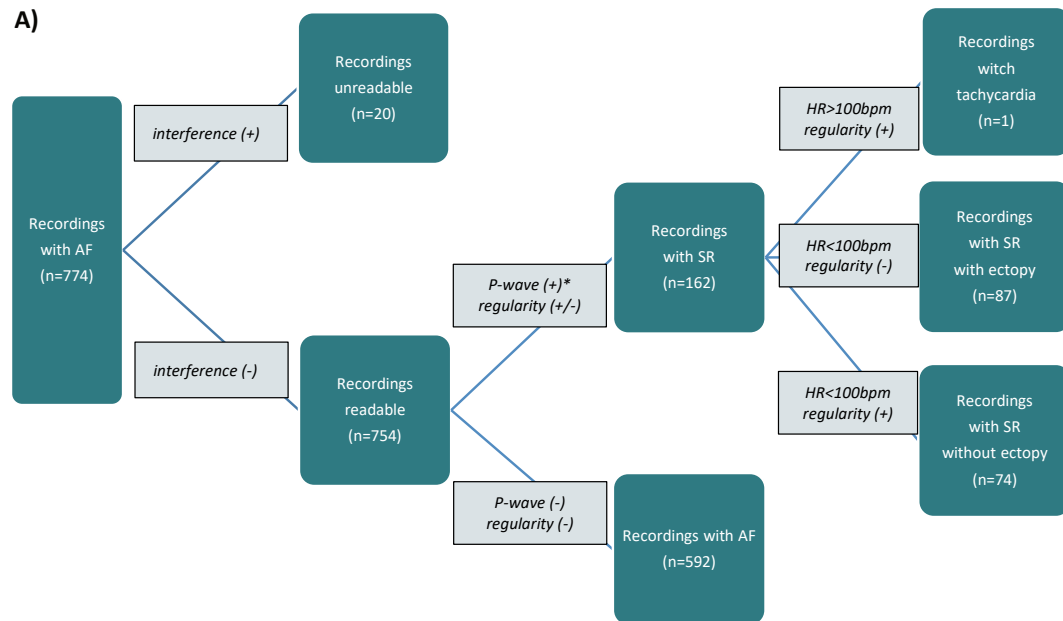 A)
Recordings
with AF
(n=774)
interference (+)
Recordings
unreadable
(n=20)
interference (-)
Recordings
readable
(n=754)
P-wave (+)*
regularity (+/-)
Recordings
with SR
(n=162)
P-wave (-)
regularity (-)
Recordings with AF
(n=592)
HR>100bpm
regularity (+)
Recordings
witch
tachycardia
(n=1)
HR<100bpm
regularity (-)
Recordings
with SR
with ectopy
(n=87)
HR<100bpm
regularity (+)
Recordings
with SR
without ectopy
(n=74)